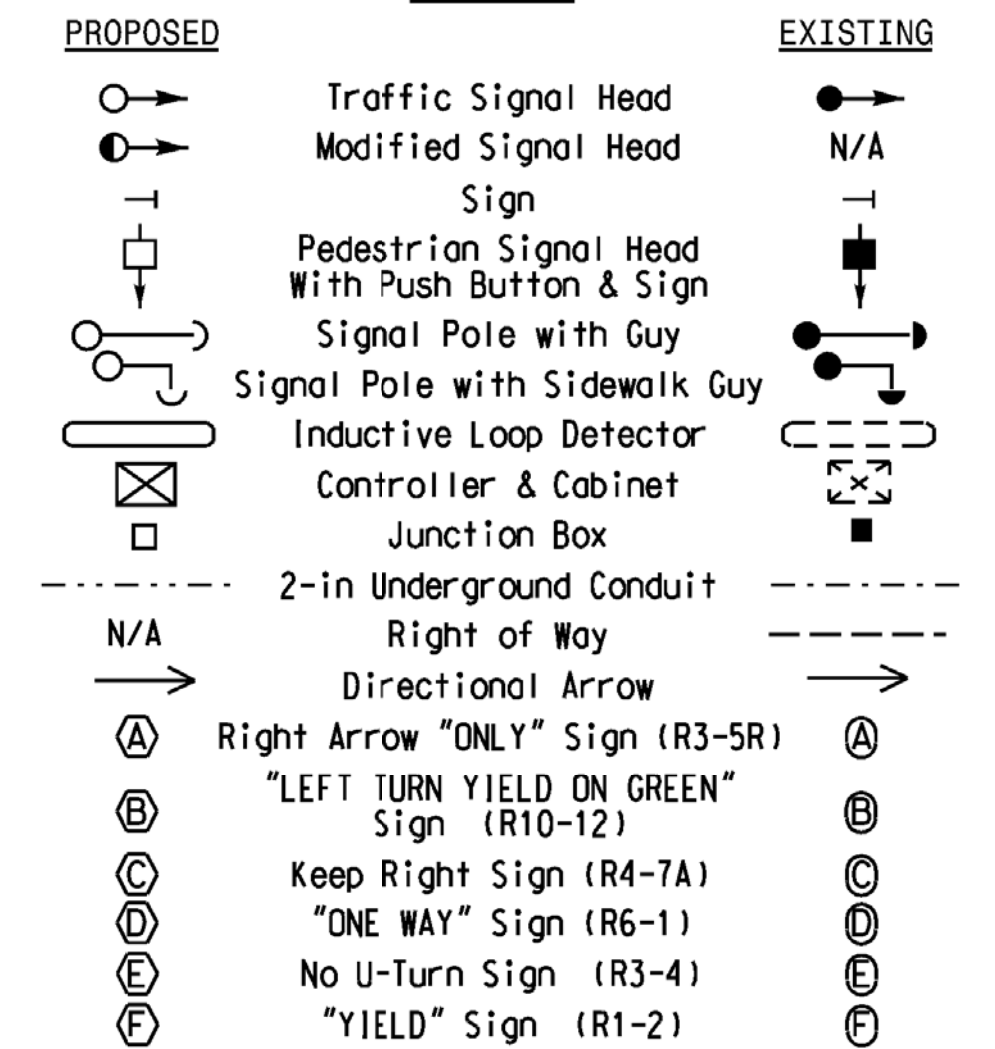 PROPOSED EXISTING
Traffic Signal Head
Modified Signal Head N/A
Sign
Pedestrian Signal Head
With Push Button & Sign
Signal Pole with Guy
Signal Pole with Sidewalk Guy
Inductive Loop Detector
Controller & Cabinet
Junction Box
2-in Underground Conduit
N/A Right of Way
Directional Arrow
A Right Arrow "ONLY" Sign (R3-5R) A
"LEFT TURN YIELD ON GREEN"
B Sign (R10-12) B
C Keep Right Sign (R4-7A) C
D "ONE WAY" Sign (R6-1) D
E No U-Turn Sign (R3-4) E
F "YIELD" Sign (R1-2) F